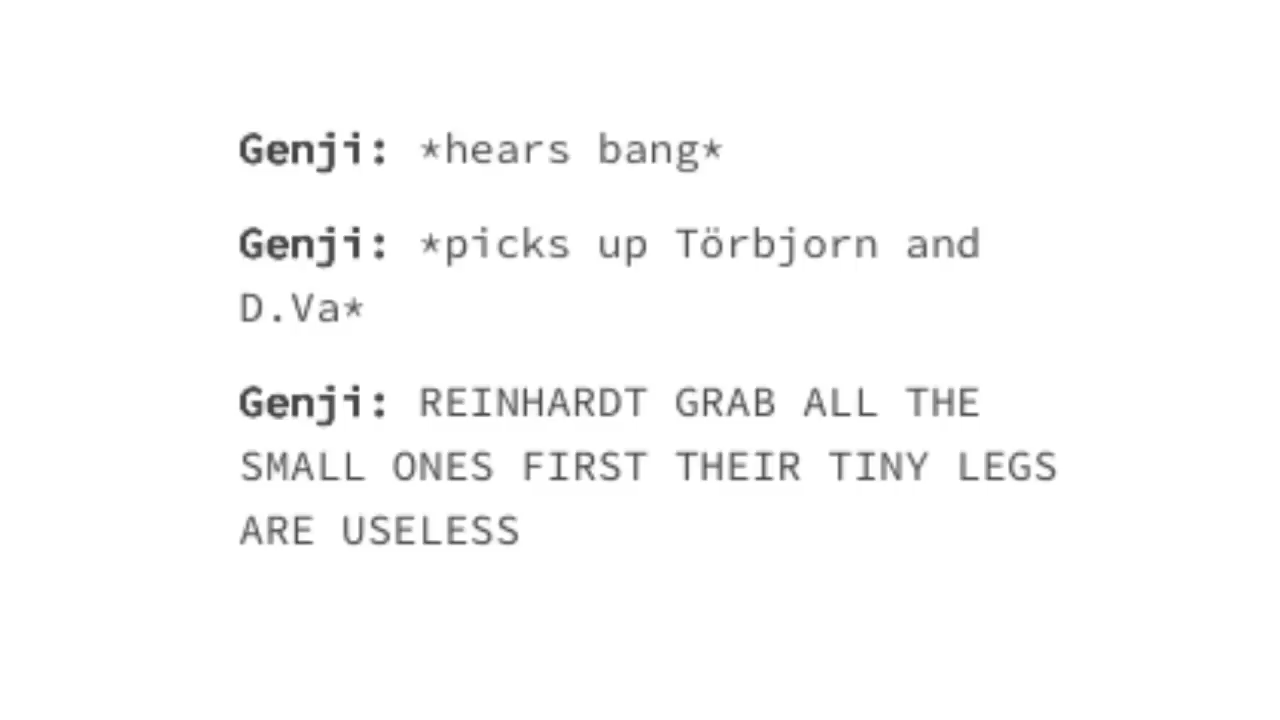 Genji: *hears bang*
Genji: *picks up Törbjorn and
D.Va*
Genji: REINHARDT GRAB ALL THE
SMALL ONES FIRST THEIR TINY LEGS
ARE USELESS